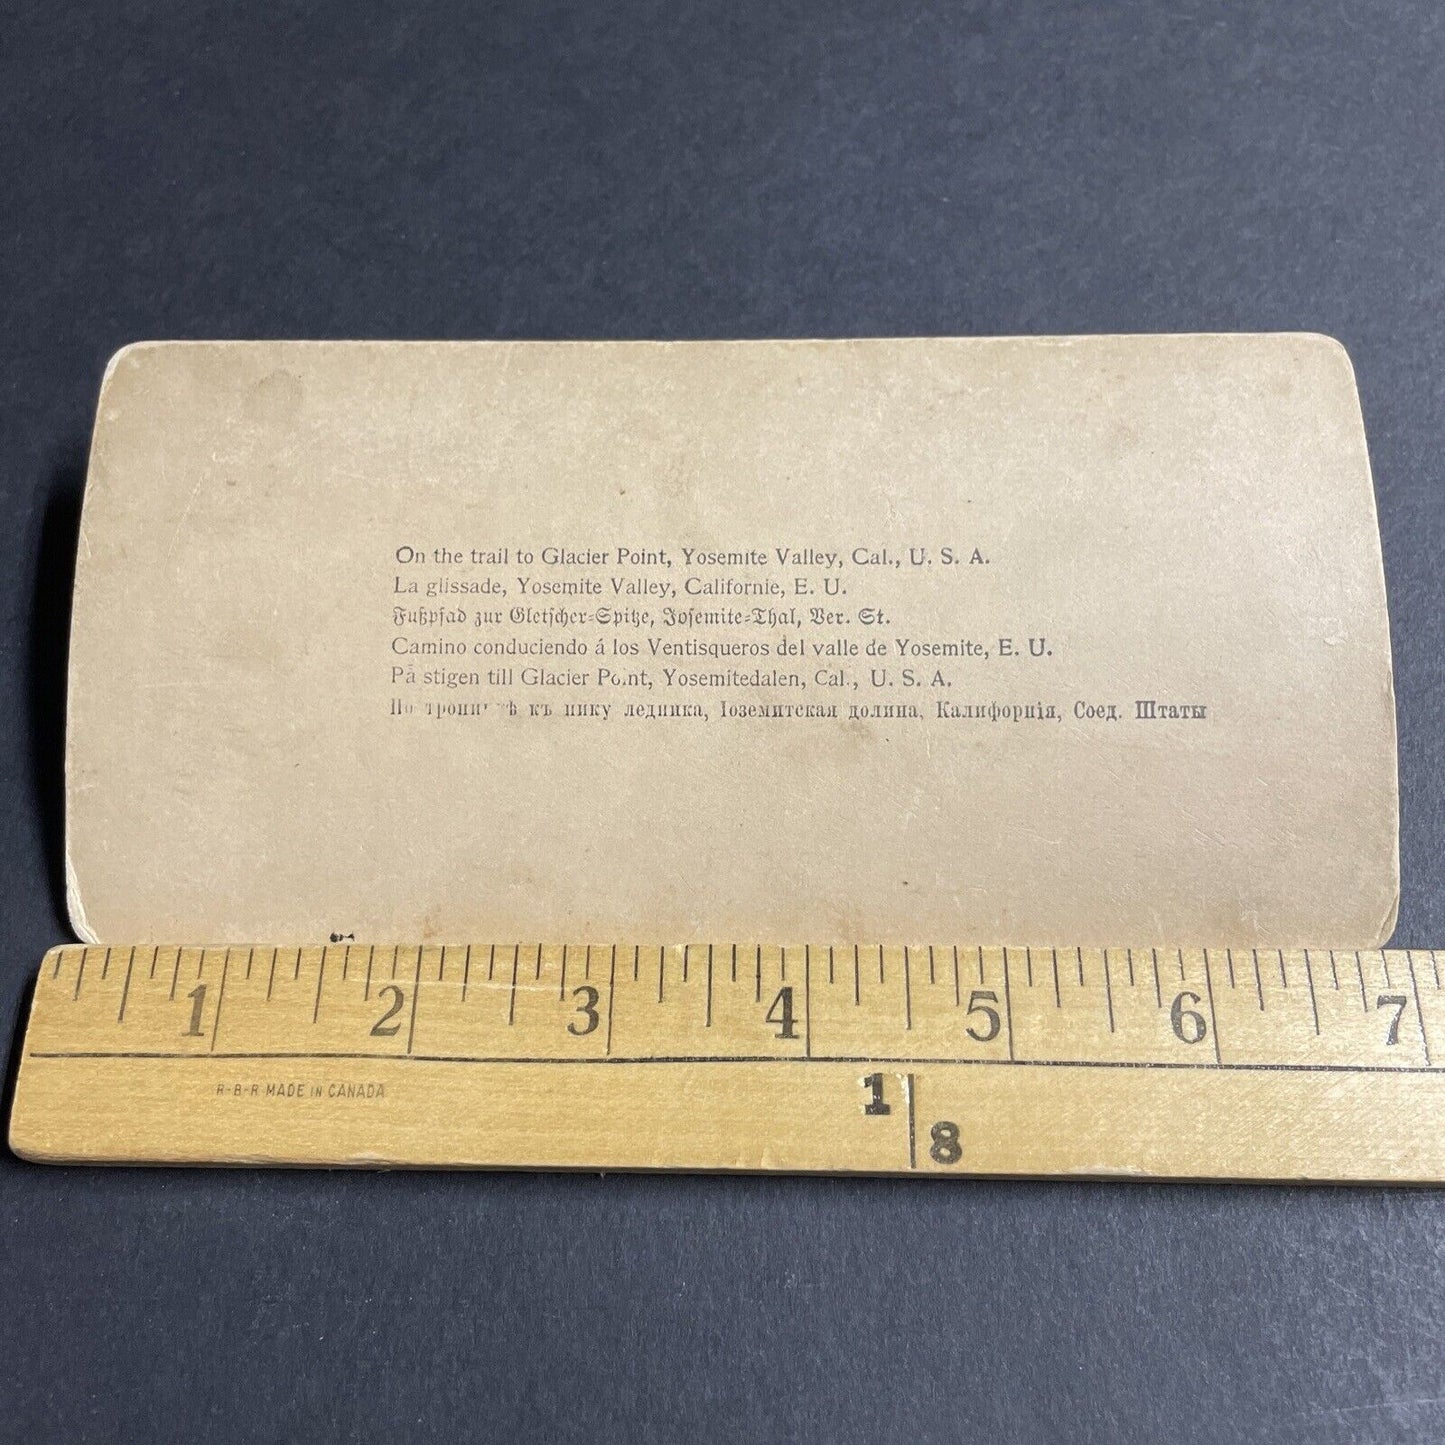 On the trail to Glacier Point, Yosemite Valley, Cal., U. S. A.
La glissade, Yosemite Valley, Californie, E. U.
Fußpfad zur Gletscher-Spitze, Josemite-Thal, Ver. St.
Camino conduciendo á los Ventisqueros del valle de Yosemite, E. U.
På stigen till Glacier Point, Yosemitedalen, Cal., U. S. A.
По къ пику ледника, Іоземитская долина, Калифорнія, Соед. Штаты
1 2 3 4 5 6 7
R-B-R MADE IN CANADA
1
8